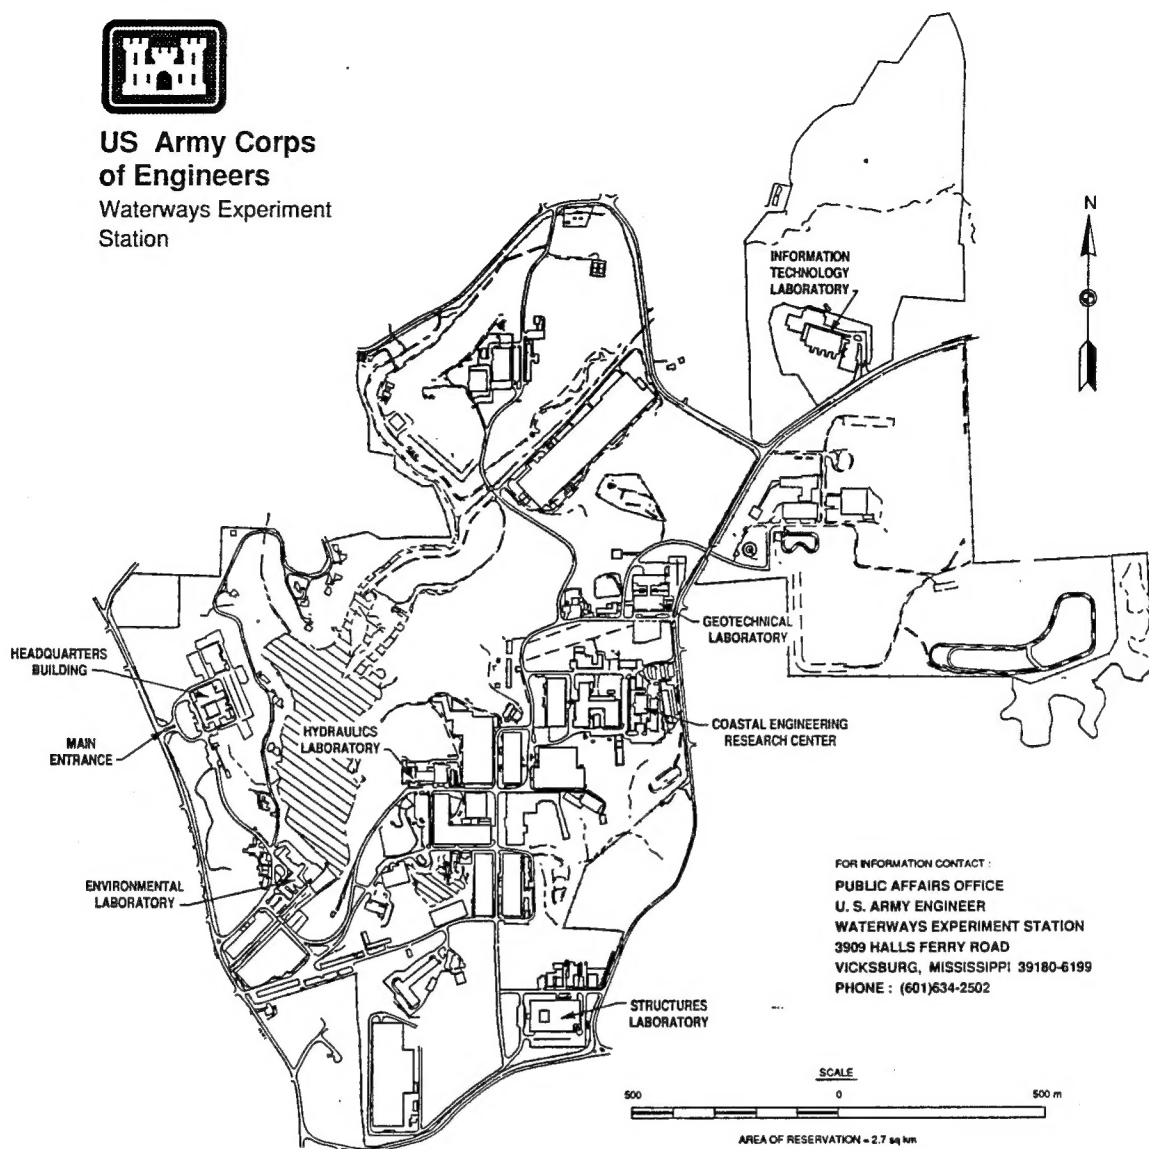 US Army Corps
of Engineers
Waterways Experiment
Station
N
INFORMATION
TECHNOLOGY
LABORATORY
GEOTECHNICAL
LABORATORY
HEADQUARTERS
BUILDING
MAIN
ENTRANCE
HYDRAULICS
LABORATORY
COASTAL ENGINEERING
RESEARCH CENTER
ENVIRONMENTAL
LABORATORY
STRUCTURES
LABORATORY
FOR INFORMATION CONTACT :
PUBLIC AFFAIRS OFFICE
U. S. ARMY ENGINEER
WATERWAYS EXPERIMENT STATION
3909 HALLS FERRY ROAD
VICKSBURG, MISSISSIPPI 39180-6199
PHONE : (601)634-2502
SCALE
500 0 500 m
AREA OF RESERVATION = 2.7 sq km